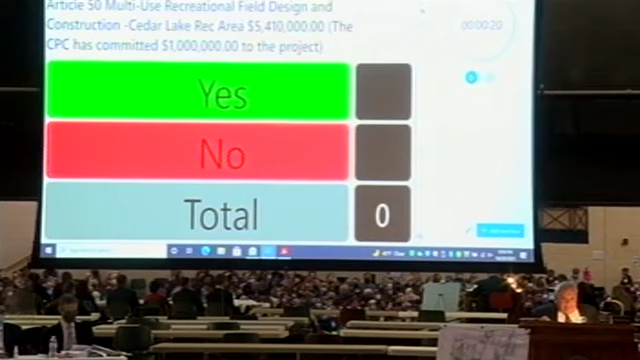 Article 50 Multi-Use Recreational Field Design and
Construction -Cedar Lake Rec Area $5,410,000.00 (The
CPC has committed $1,000,000.00 to the project)
00:00:20
Yes
No
Total
0